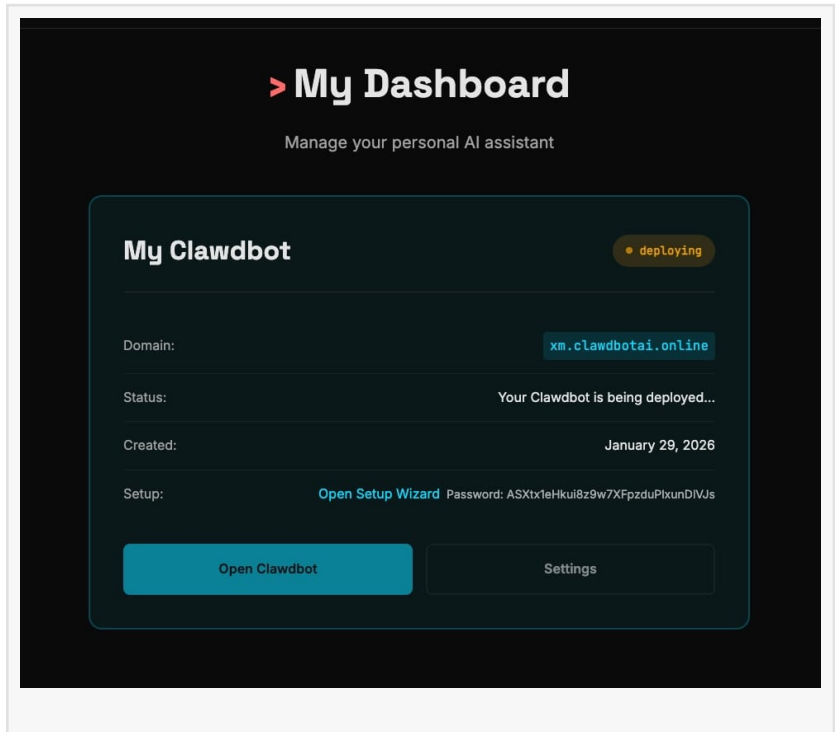 > My Dashboard
Manage your personal AI assistant
My Clawdbot
deploying
Domain: xm.clawdbotai.online
Status: Your Clawdbot is being deployed...
Created: January 29, 2026
Setup: Open Setup Wizard Password: ASXtx1eHkui8z9w7XFpzduPlxunDlVJs
Open Clawdbot
Settings